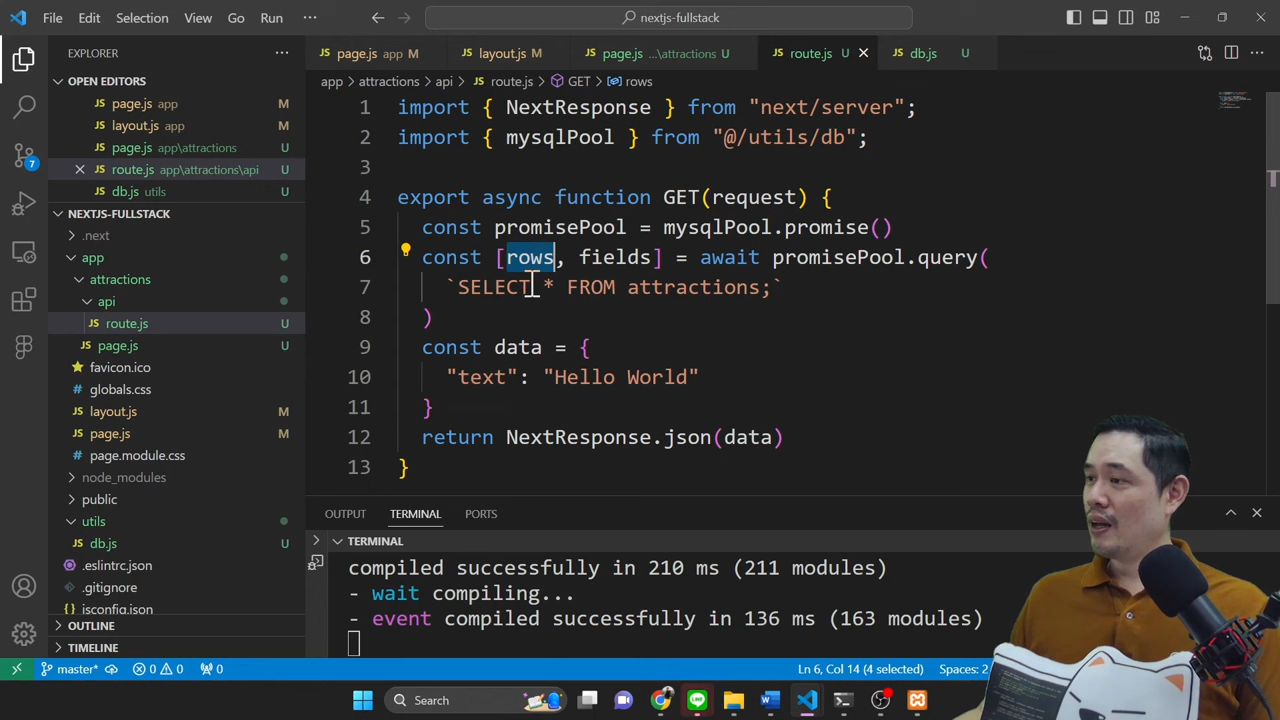 File Edit Selection View Go Run ··· nextjs-fullstack
EXPLORER ···
OPEN EDITORS
JS page.js app
JS layout.js app
JS page.js app\attractions
JS route.js app\attractions\api U
JS db.js utils U
NEXTJS-FULLSTACK
.next
app
attractions
api
JS route.js U
JS page.js U
favicon.ico
# globals.css
JS layout.js M
JS page.js M
# page.module.css
node_modules
public
utils
JS db.js U
.eslintrc.json
.gitignore
jsconfig.json
OUTLINE
TIMELINE
7
JS page.js app M JS layout.js M JS page.js ...\attractions U JS route.js U JS db.js U ···
app > attractions > api > JS route.js > GET > rows
1 import { NextResponse } from "next/server";
2 import { mysqlPool } from "@/utils/db";
3
4 export async function GET(request) {
5 const promisePool = mysqlPool.promise()
6 const [rows, fields] = await promisePool.query(
7 `SELECT * FROM attractions;`
8 )
9 const data = {
10 "text": "Hello World"
11 }
12 return NextResponse.json(data)
13 }
OUTPUT TERMINAL PORTS
TERMINAL
compiled successfully in 210 ms (211 modules)
- wait compiling...
- event compiled successfully in 136 ms (163 modules)
master* 0 0 0 Ln 6, Col 14 (4 selected) Spaces: 2
Search
LINE